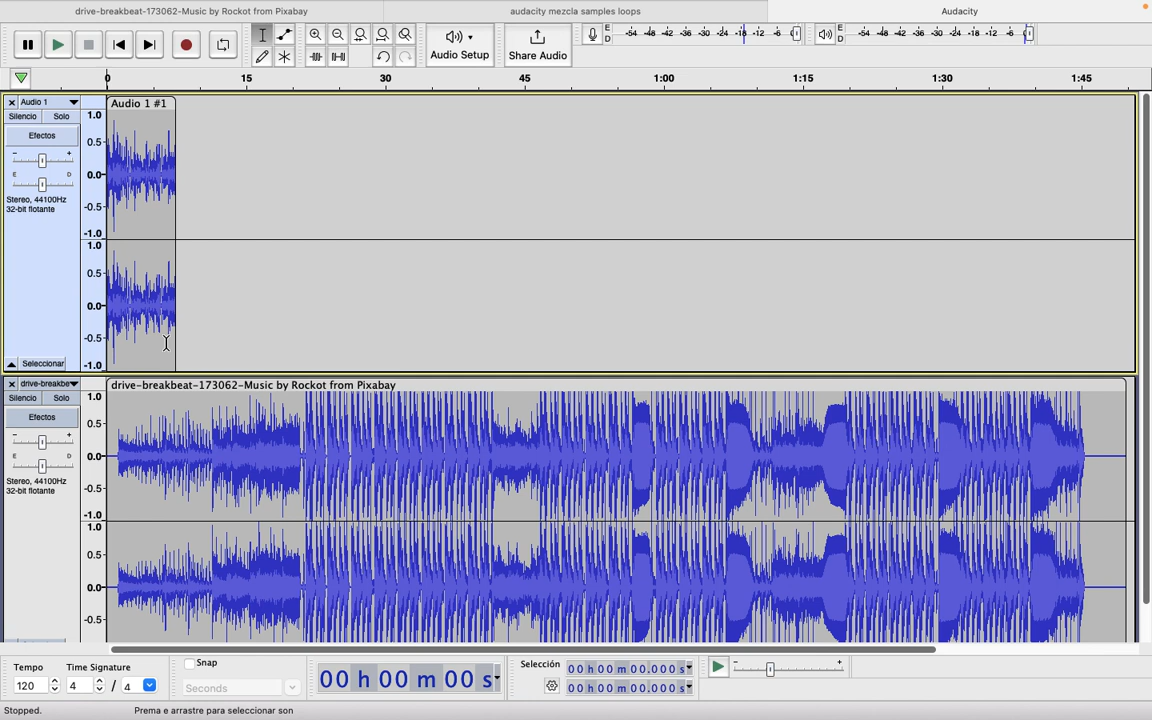 drive-breakbeat-173062-Music by Rockot from Pixabay
audacity mezcla samples loops
Audacity
Audio Setup
Share Audio
E D -54 -48 -42 -36 -30 -24 -18 -12 -6
E D -54 -48 -42 -36 -30 -24 -18 -12 -6
0 15 30 45 1:00 1:15 1:30 1:45
Audio 1
Audio 1 #1
Silencio Solo
Efectos
- +
E D
Stereo, 44100Hz
32-bit flotante
Seleccionar
1.0
0.5
0.0
-0.5
-1.0
1.0
0.5
0.0
-0.5
-1.0
drive-breakbe
drive-breakbeat-173062-Music by Rockot from Pixabay
Silencio Solo
Efectos
- +
E D
Stereo, 44100Hz
32-bit flotante
1.0
0.5
0.0
-0.5
-1.0
1.0
0.5
0.0
-0.5
Tempo
120
Time Signature
4 / 4
Snap
Seconds
00 h 00 m 00 s
Selección
00 h 00 m 00.000 s
00 h 00 m 00.000 s
- +
Stopped.
Prema e arrastre para seleccionar son